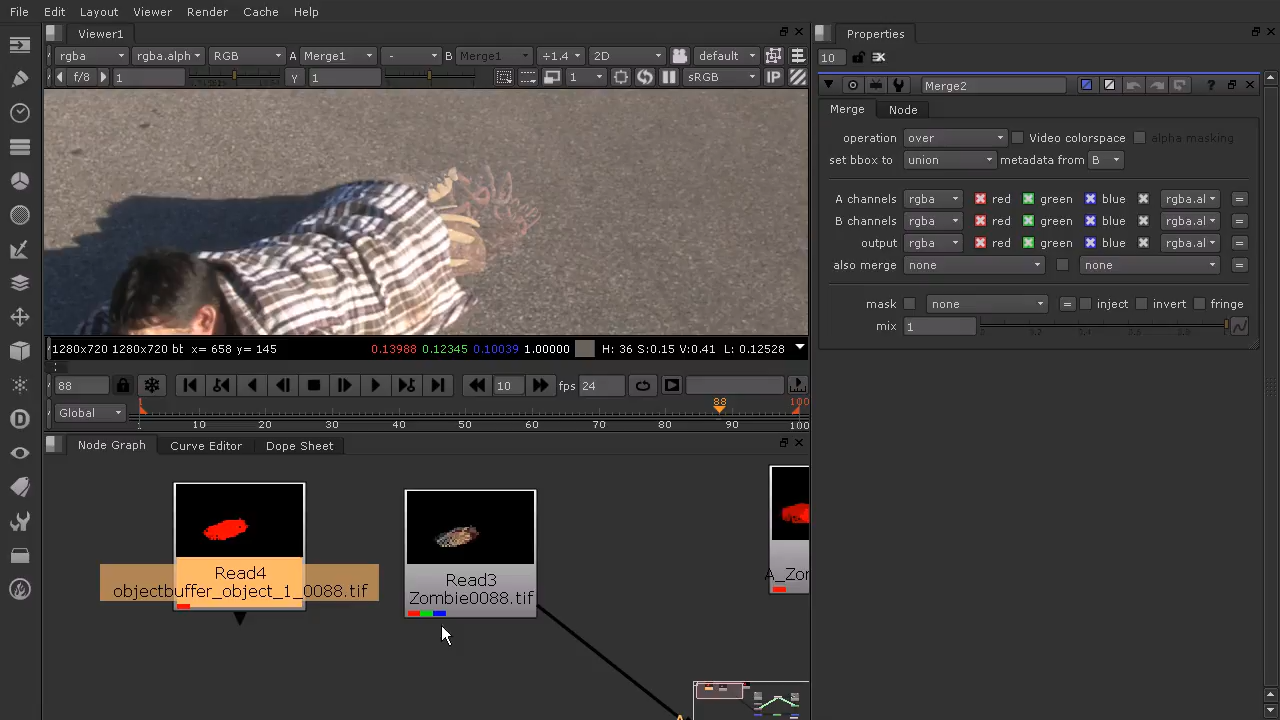 File Edit Layout Viewer Render Cache Help
Viewer1
Properties
rgba rgba alph RGB A Merge1 - B Merge1 ÷1.4 2D default
10
f/8 1 Y 1 1 sRGB IP
Merge2 ?
Merge Node
operation over Video colorspace alpha masking
set bbox to union metadata from B
A channels rgba red green blue rgba.al =
B channels rgba red green blue rgba.al =
output rgba red green blue rgba.al =
also merge none none =
mask none = inject invert fringe
mix 1
1280x720 1280x720 bt x= 658 y= 145 0.13988 0.12345 0.10039 1.00000 H: 36 S:0.15 V:0.41 L: 0.12528
88 10 fps 24
Global 1 10 20 30 40 50 60 70 80 88 90 100 100
Node Graph Curve Editor Dope Sheet
Read4
objectbuffer_object_1_0088.tif
Read3
Zombie0088.tif
A_Zor
D